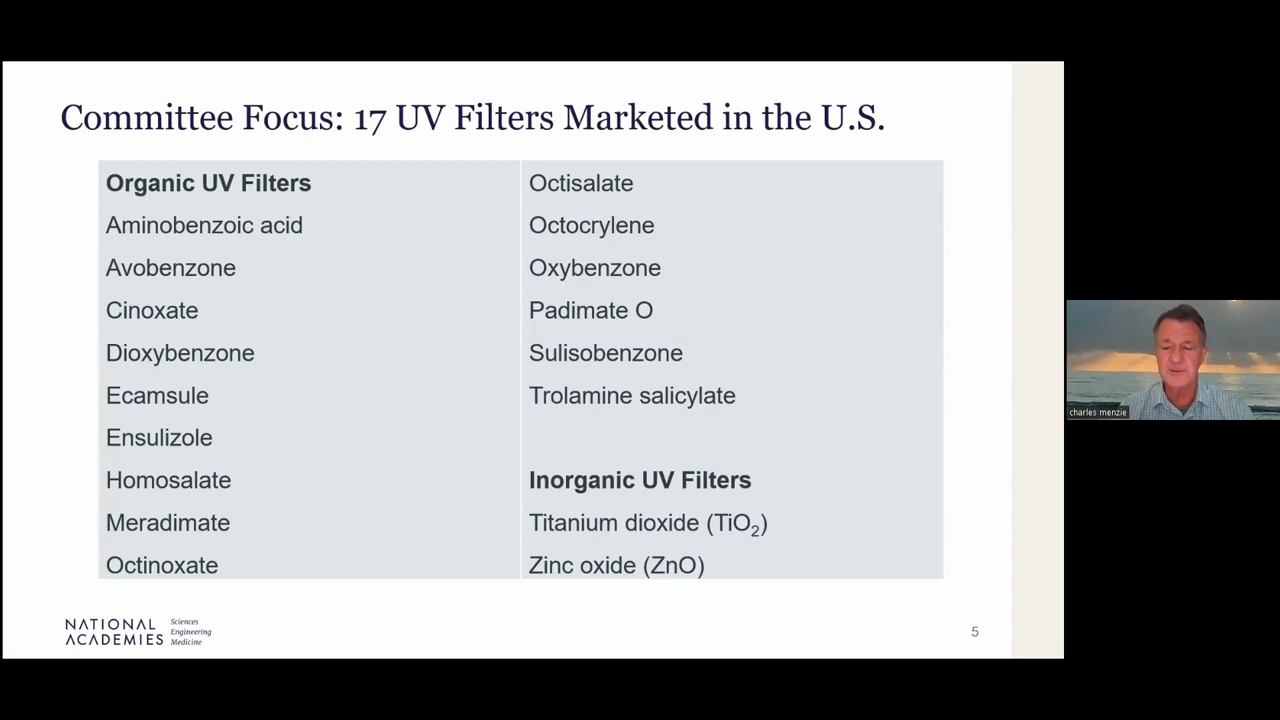 Committee Focus: 17 UV Filters Marketed in the U.S.
Organic UV Filters
Aminobenzoic acid
Avobenzone
Cinoxate
Dioxybenzone
Ecamsule
Ensulizole
Homosalate
Meradimate
Octinoxate
Octisalate
Octocrylene
Oxybenzone
Padimate O
Sulisobenzone
Trolamine salicylate
Inorganic UV Filters
Titanium dioxide (TiO₂)
Zinc oxide (ZnO)
NATIONAL
ACADEMIES
Sciences
Engineering
Medicine
5
charles menzie